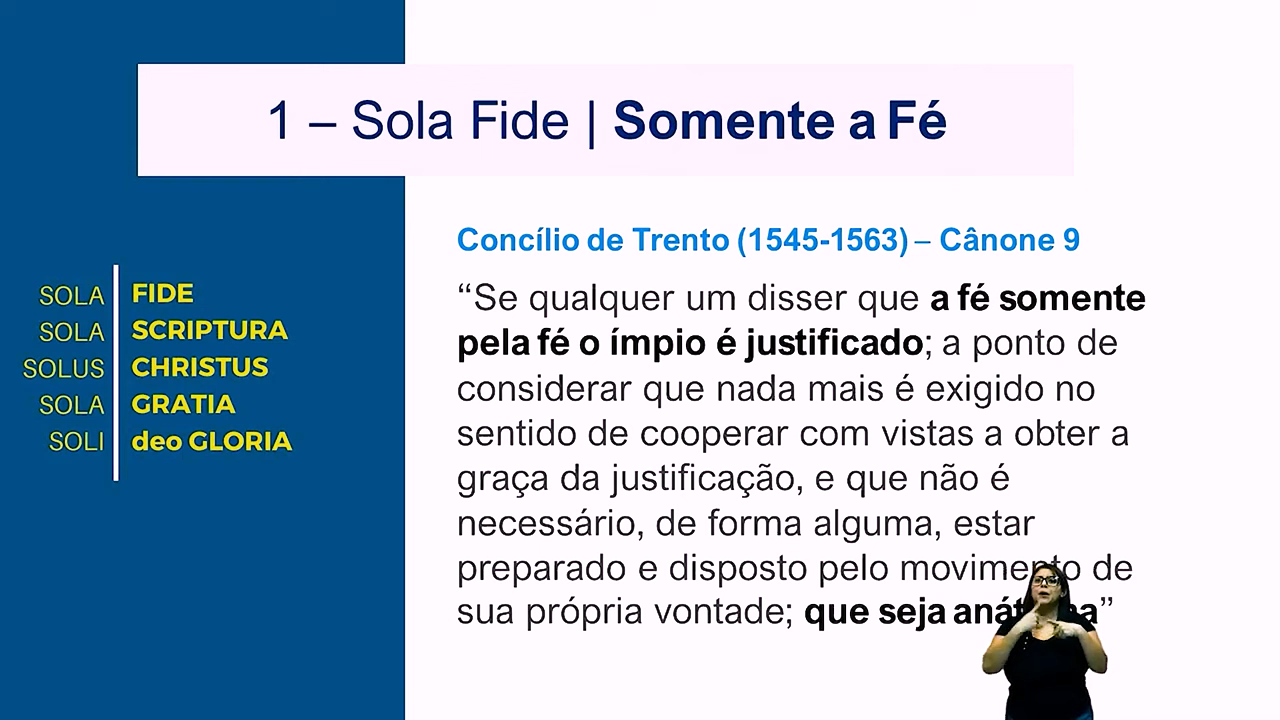 1 – Sola Fide | Somente a Fé
SOLA FIDE
SOLA SCRIPTURA
SOLUS CHRISTUS
SOLA GRATIA
SOLI deo GLORIA
Concílio de Trento (1545-1563) – Cânone 9
“Se qualquer um disser que a fé somente
pela fé o ímpio é justificado; a ponto de
considerar que nada mais é exigido no
sentido de cooperar com vistas a obter a
graça da justificação, e que não é
necessário, de forma alguma, estar
preparado e disposto pelo movimento de
sua própria vontade; que seja anátema”